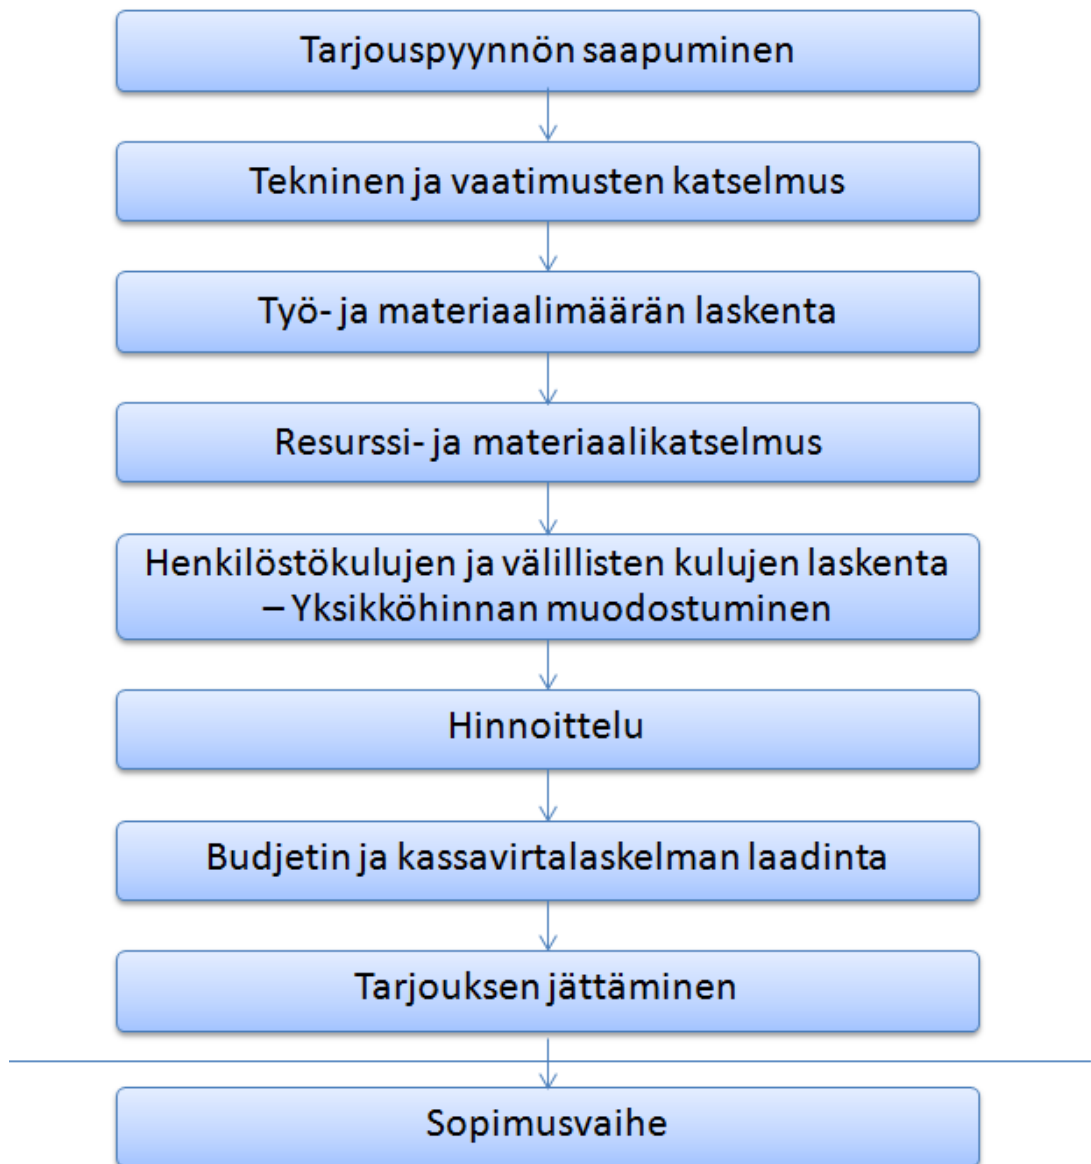 Tarjouspyynnön saapuminen
Tekninen ja vaatimusten katselmus
Työ- ja materiaalimäärän laskenta
Resurssi- ja materiaalikatselmus
Henkilöstökulujen ja välillisten kulujen laskenta
– Yksikköhinnan muodostuminen
Hinnoittelu
Budjetin ja kassavirtalaskelman laadinta
Tarjouksen jättäminen
Sopimusvaihe